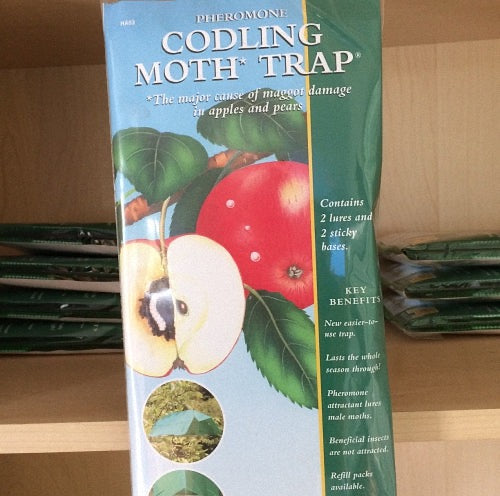 HA83
PHEROMONE
CODLING
MOTH* TRAP®
*The major cause of maggot damage
in apples and pears
Contains
2 lures and
2 sticky
bases.
KEY
BENEFITS
New easier-to-
use trap.
Lasts the whole
season through!
Pheromone
attractant lures
male moths.
Beneficial insects
are not attracted.
Refill packs
available.